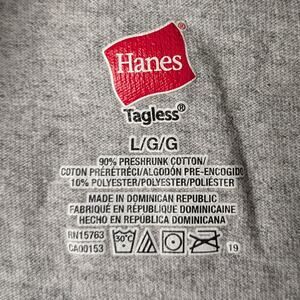 Hanes
Tagless®
L/G/G
90% PRESHRUNK COTTON/
COTON PRÉRÉTRÉCI/ALGODÓN PRE-ENCOGIDO
10% POLYESTER/POLYESTER/POLIÉSTER
MADE IN DOMINICAN REPUBLIC
FABRIQUÉ EN RÉPUBLIQUE DOMINICAINE
HECHO EN REPUBLICA DOMINICANA
RN15763
CA00153
30°C
19